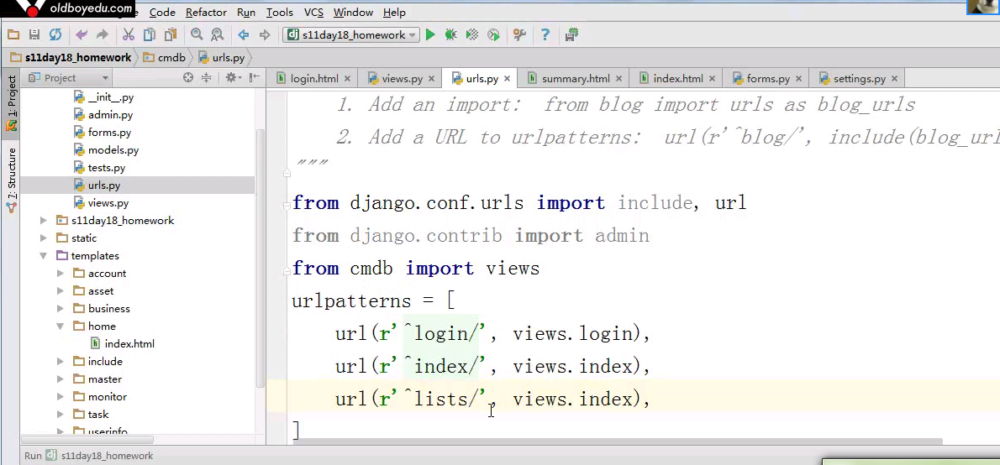 oldboyedu.com
Code Refactor Run Tools VCS Window Help
s11day18_homework
s11day18_homework cmdb urls.py
Project
login.html views.py urls.py summary.html index.html forms.py settings.py
1: Project
7: Structure
__init__.py
admin.py
forms.py
models.py
tests.py
urls.py
views.py
s11day18_homework
static
templates
account
asset
business
home
index.html
include
master
monitor
task
userinfo
1. Add an import:  from blog import urls as blog_urls
2. Add a URL to urlpatterns:  url(r'^blog/', include(blog_url
"""
from django.conf.urls import include, url
from django.contrib import admin
from cmdb import views
urlpatterns = [
url(r'^login/', views.login),
url(r'^index/', views.index),
url(r'^lists/', views.index),
]
Run s11day18_homework